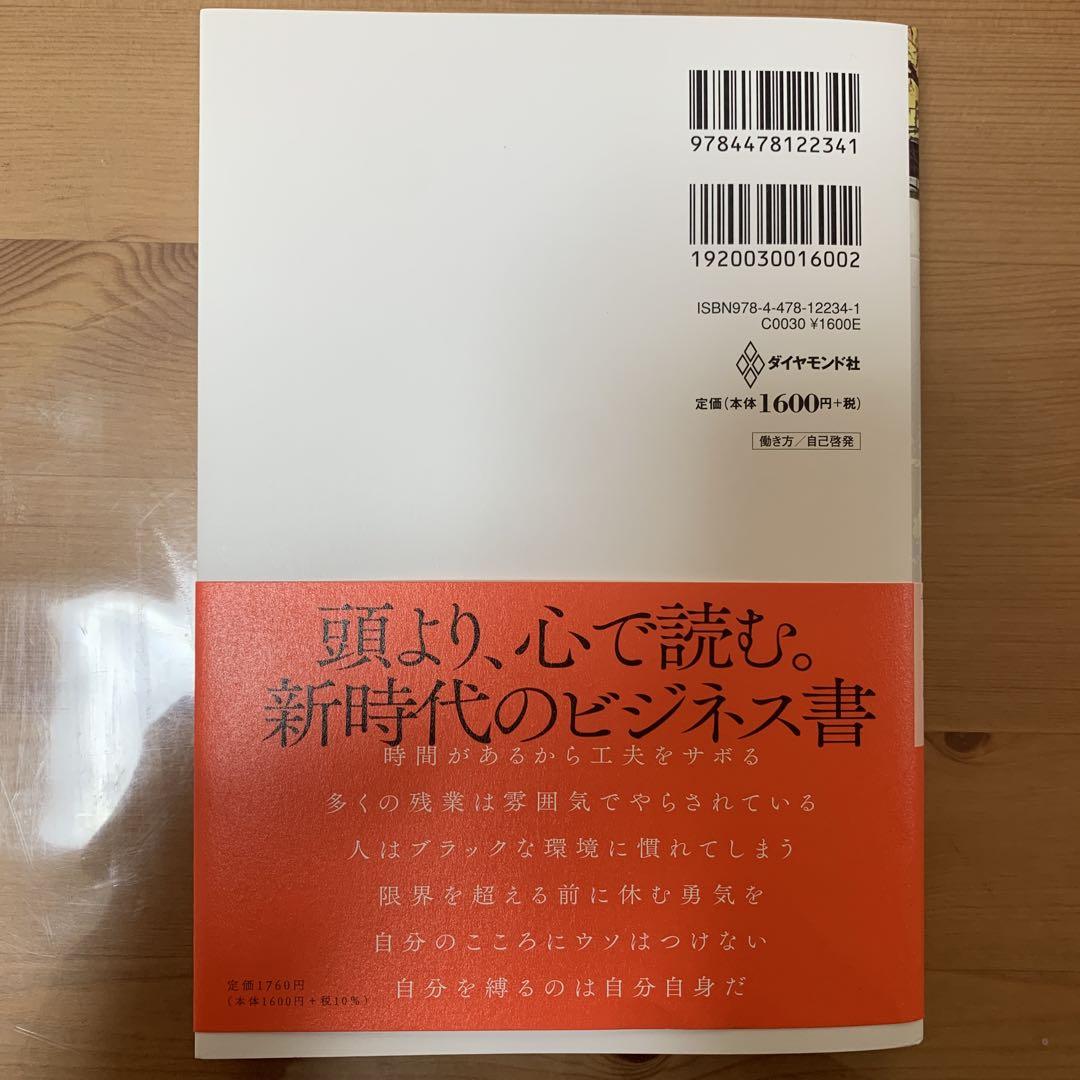 9784478122341
1920030016002
ISBN978-4-478-12234-1
C0030 ¥1600E
ダイヤモンド社
定価(本体1600円+税)
働き方/自己啓発
頭より、心で読む。
新時代のビジネス書
時間があるから工夫をサボる
多くの残業は雰囲気でやらされている
人はブラックな環境に慣れてしまう
限界を超える前に休む勇気を
自分のこころにウソはつけない
自分を縛るのは自分自身だ
定価1760円
(本体1600円+税10%)